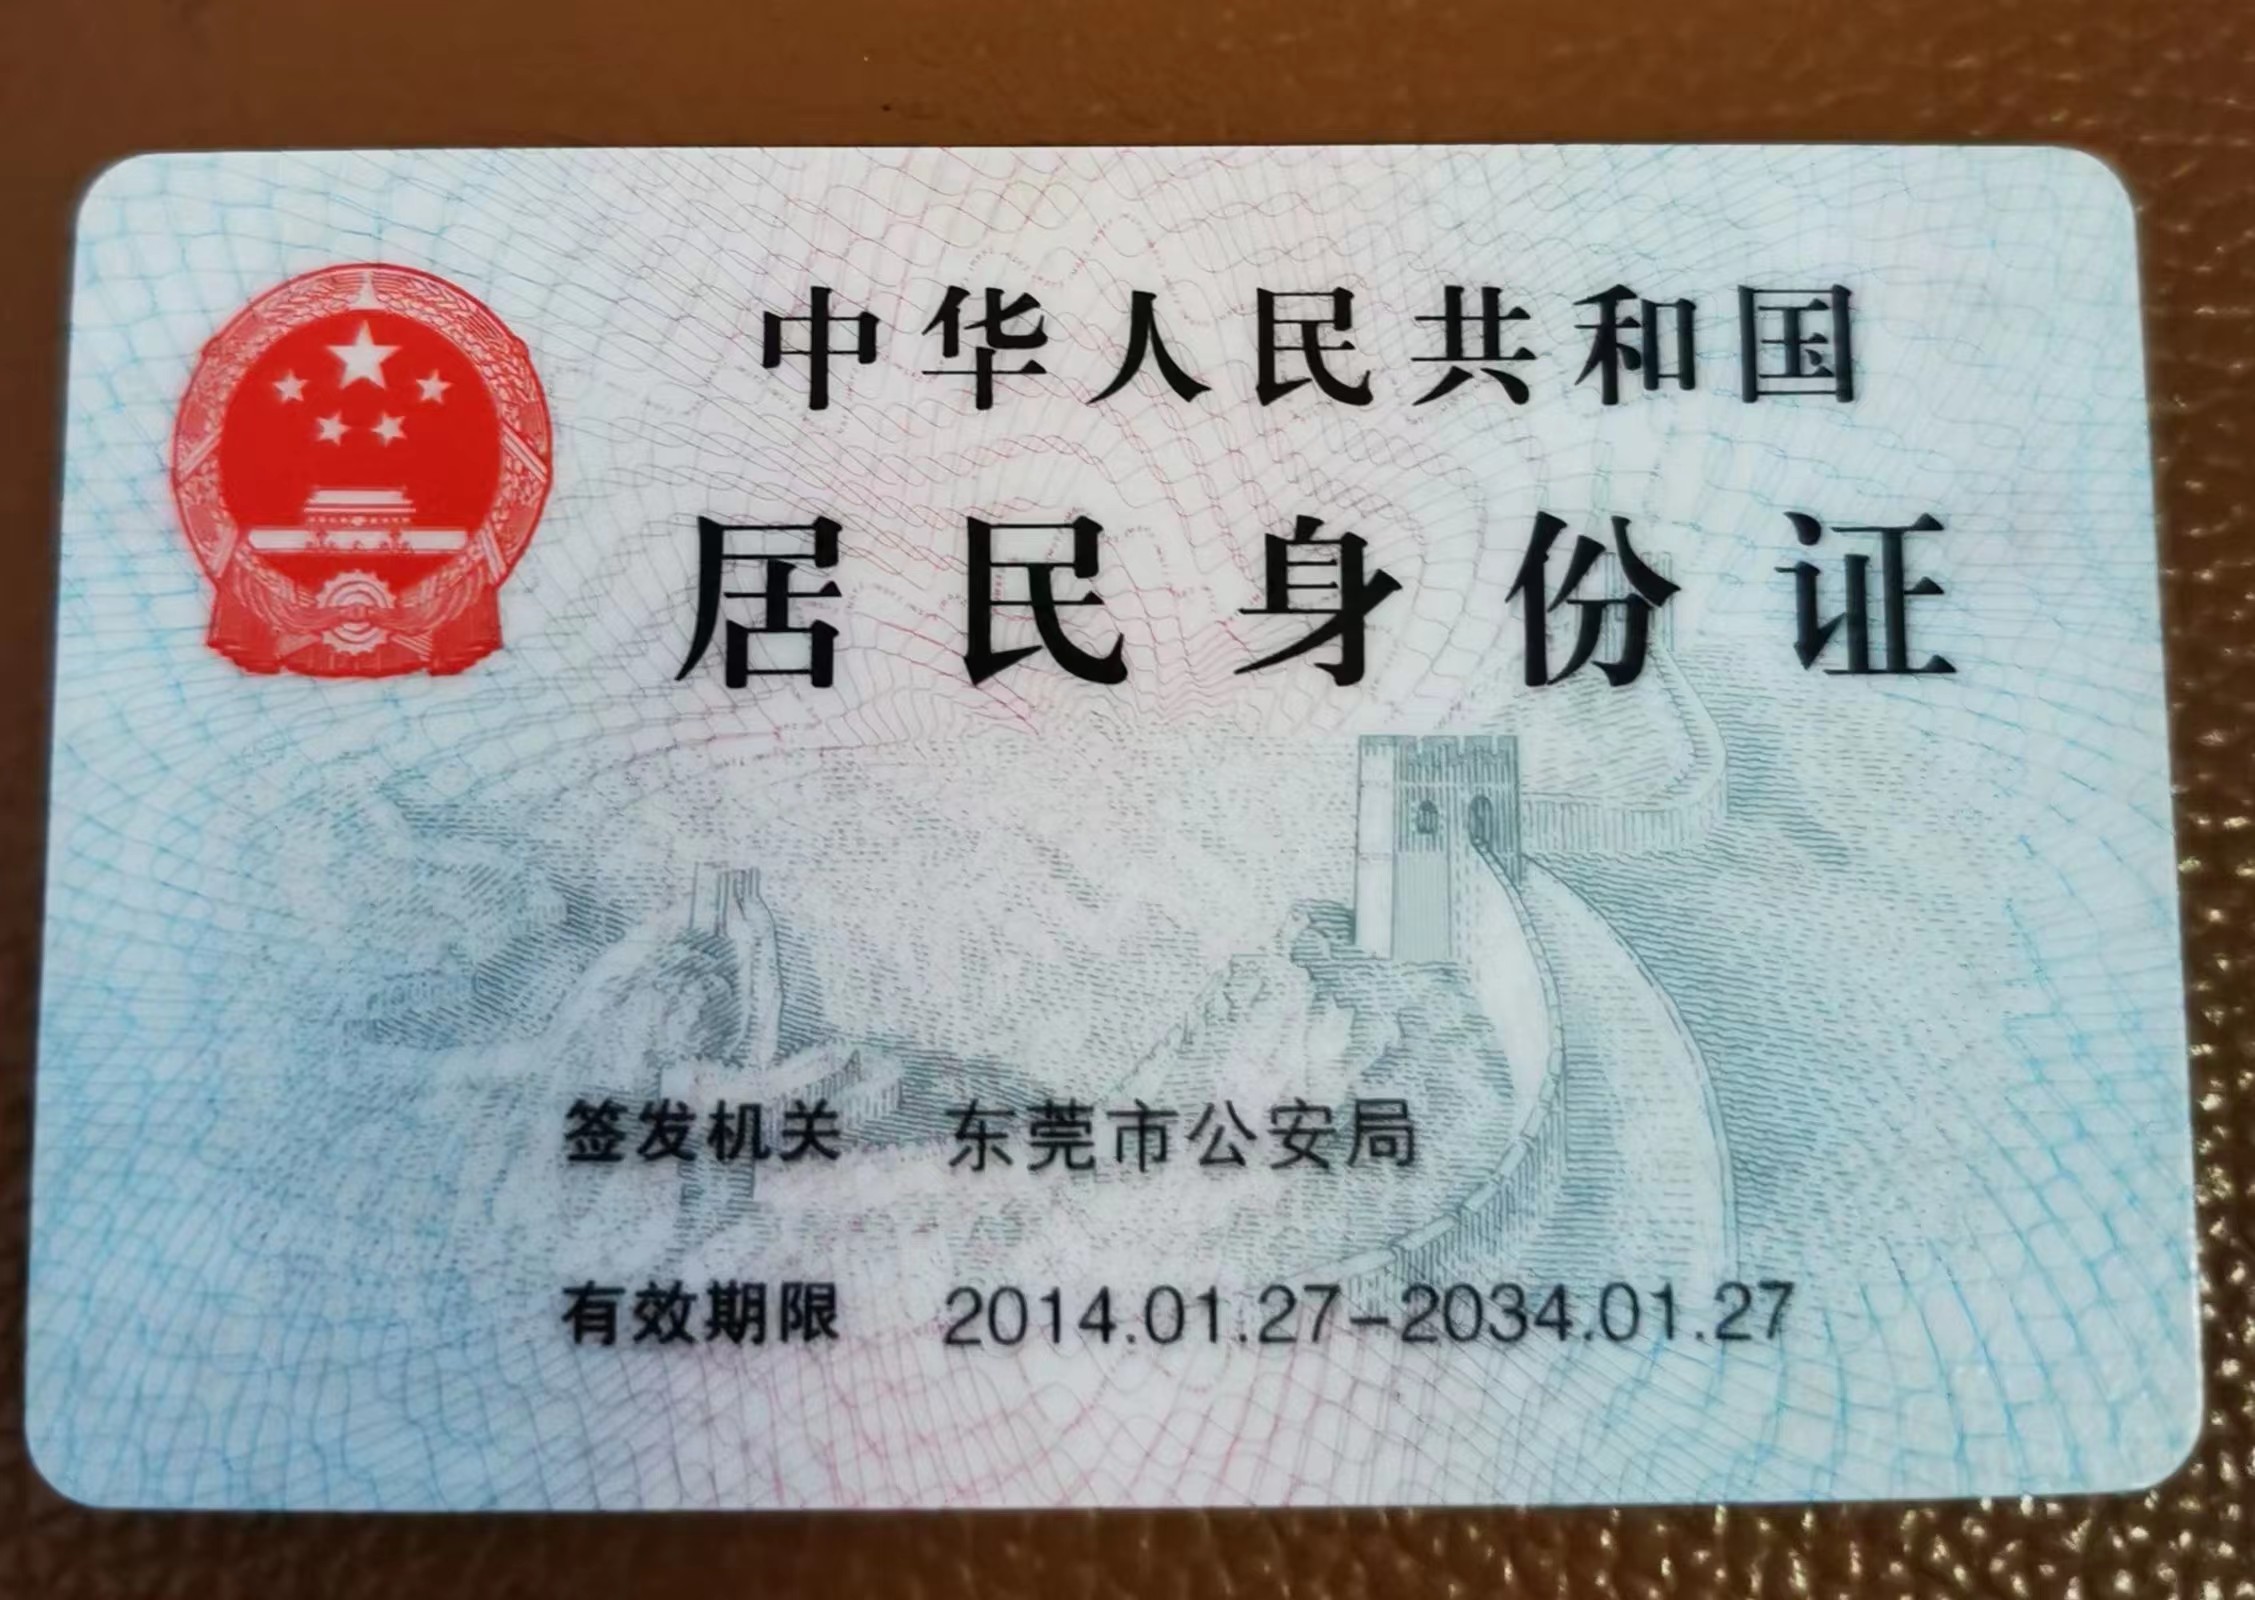 中华人民共和国
居民身份证
签发机关 东莞市公安局
有效期限 2014.01.27-2034.01.27